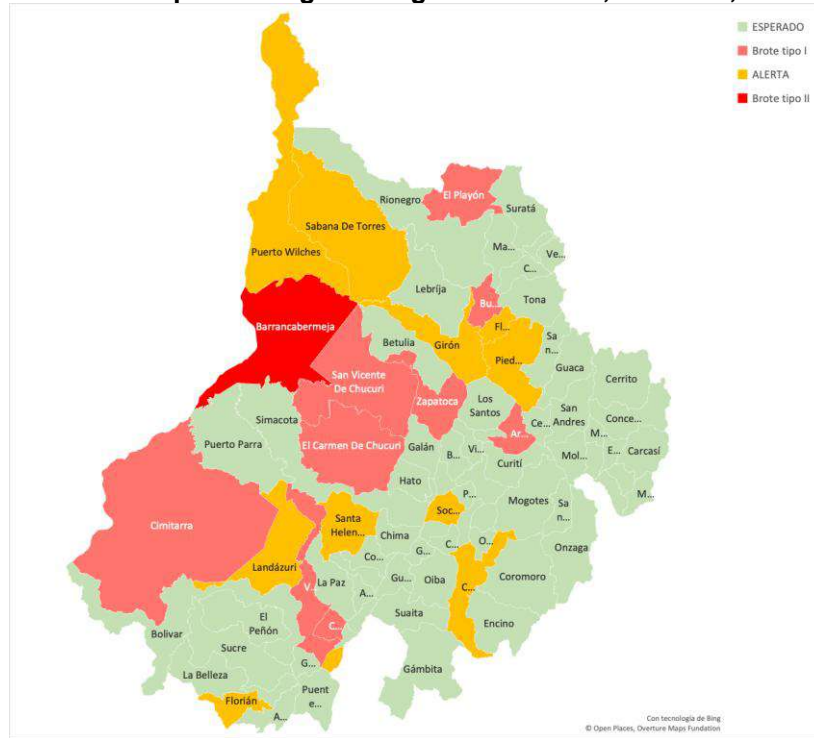 ESPERADO
Brote tipo I
ALERTA
Brote tipo II
El Playón
Rionegro
Suratá
Sabana De Torres
Ma...
Ve...
C...
Puerto Wilches
Lebríja
Bu...
Tona
Barrancabermeja
Fl...
Girón
Sa
n...
Betulia
Pied...
Guaca
San Vicente
De Chucuri
Cerrito
Zapatoca
Los
Santos
San
Andres
Simacota
Ce...
Conce...
Ar...
M...
Puerto Parra
El Carmen De Chucuri
Galán
B...
Vi...
Curití
Mol...
E...
Carcasí
Hato
P...
M...
Mogotes
Sa
n...
Cimitarra
Santa
Helen...
Soc...
Chima
C...
O...
Onzaga
Co...
G...
Landázuri
Coromoro
La Paz
Gu...
Oiba
C...
V...
A...
Suaita
Encino
El
Peñón
C...
Bolivar
Sucre
G...
La Belleza
Gámbita
Puent
e...
Florián
A...
Con tecnología de Bing
© Open Places, Overture Maps Foundation